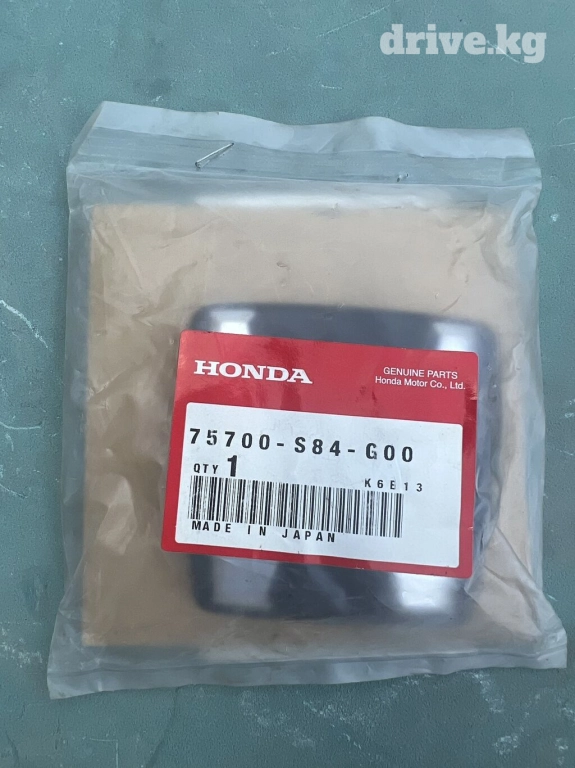 drive.kg
HONDA
GENUINE PARTS
Honda Motor Co., Ltd.
75700-S84-G00
QTY 1
K6E13
MADE IN JAPAN